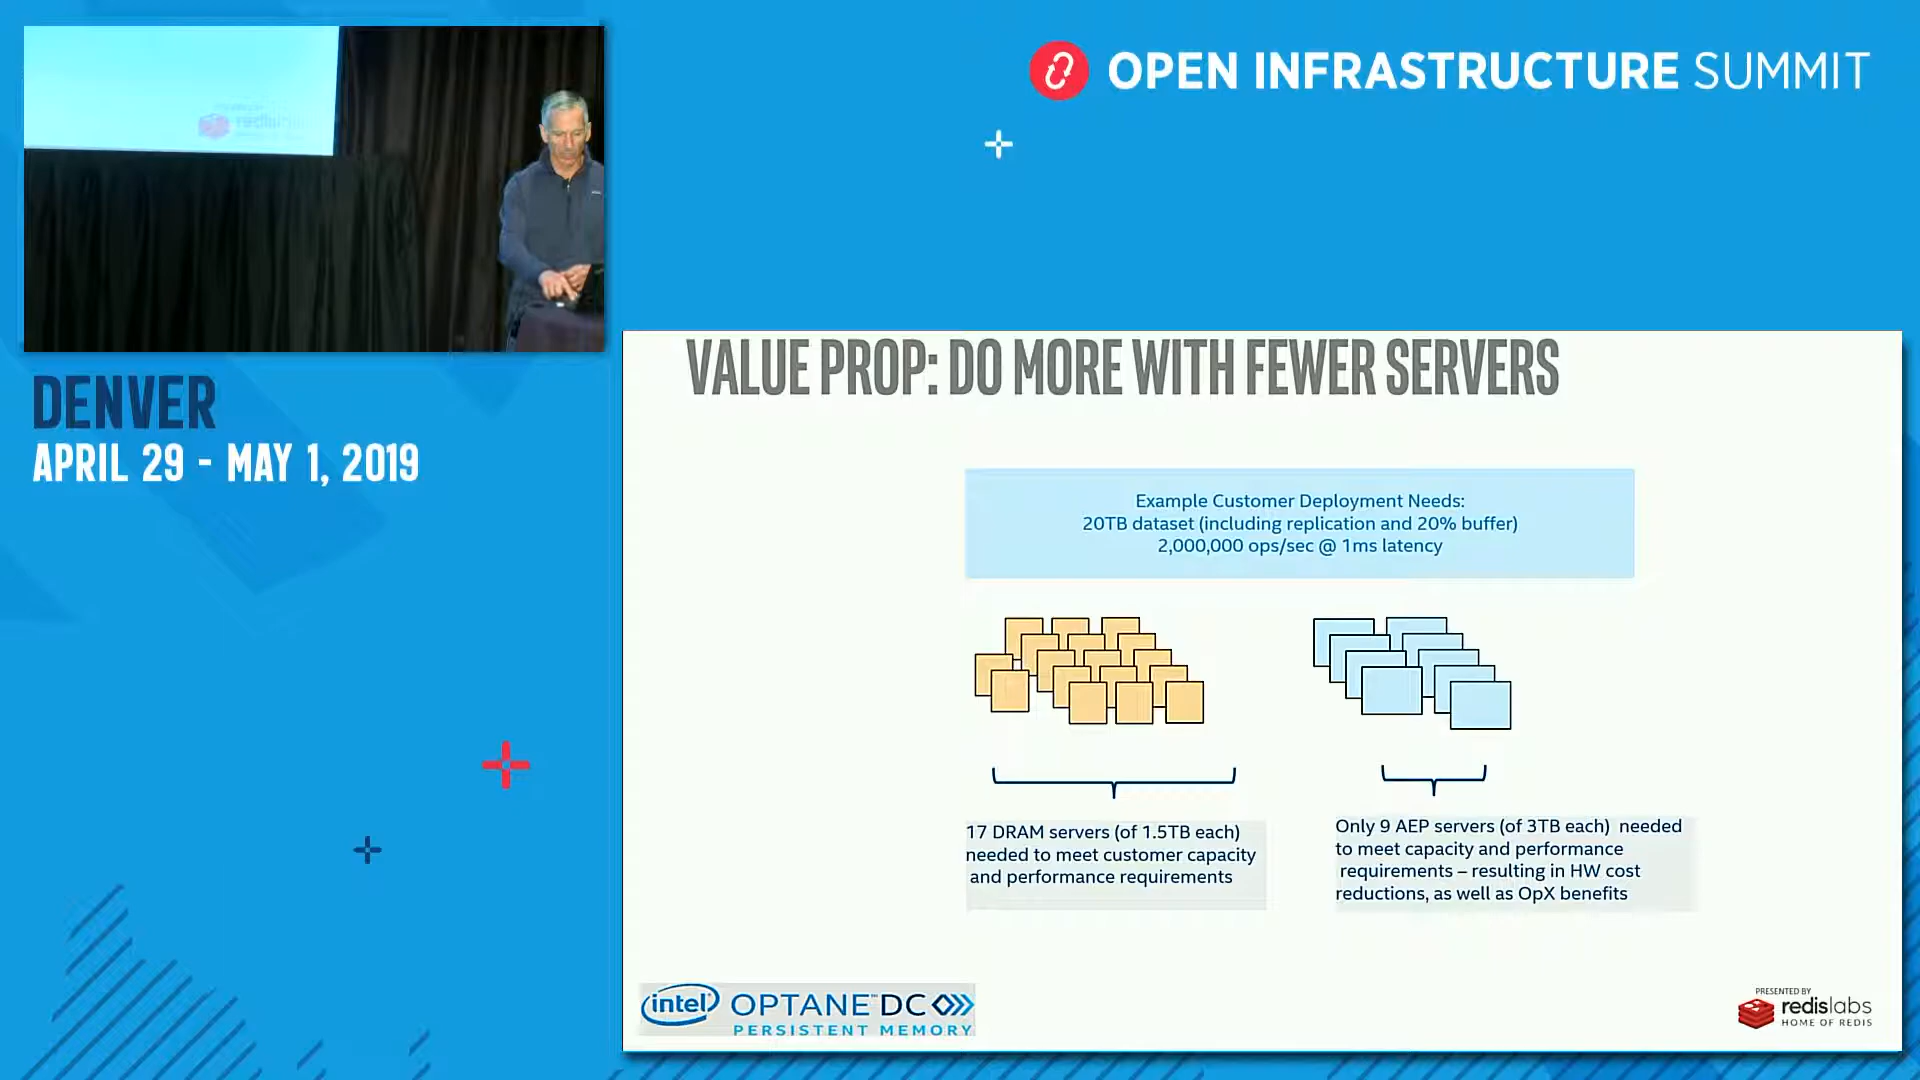 OPEN INFRASTRUCTURE SUMMIT
DENVER
APRIL 29 - MAY 1, 2019
VALUE PROP: DO MORE WITH FEWER SERVERS
Example Customer Deployment Needs:
20TB dataset (including replication and 20% buffer)
2,000,000 ops/sec @ 1ms latency
17 DRAM servers (of 1.5TB each)
needed to meet customer capacity
and performance requirements
Only 9 AEP servers (of 3TB each) needed
to meet capacity and performance
requirements – resulting in HW cost
reductions, as well as OpX benefits
intel OPTANE™ DC
PERSISTENT MEMORY
PRESENTED BY
redislabs
HOME OF REDIS